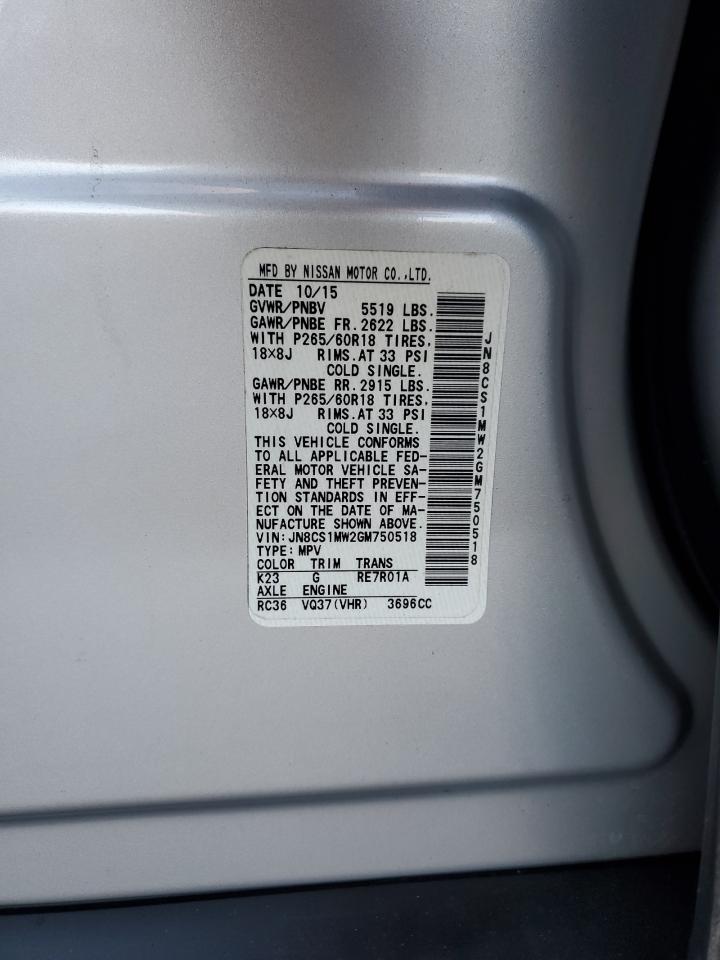 MFD BY NISSAN MOTOR CO.,LTD.
DATE 10/15
GVWR/PNBV 5519 LBS.
GAWR/PNBE FR. 2622 LBS.
WITH P265/60R18 TIRES,
18×8J RIMS. AT 33 PSI
COLD SINGLE.
GAWR/PNBE RR. 2915 LBS.
WITH P265/60R18 TIRES,
18×8J RIMS. AT 33 PSI
COLD SINGLE.
THIS VEHICLE CONFORMS
TO ALL APPLICABLE FED-
ERAL MOTOR VEHICLE SA-
FETY AND THEFT PREVEN-
TION STANDARDS IN EFF-
ECT ON THE DATE OF MA-
NUFACTURE SHOWN ABOVE.
VIN:JN8CS1MW2GM750518
TYPE: MPV
COLOR TRIM TRANS
K23 G RE7R01A
AXLE ENGINE
RC36 VQ37(VHR) 3696CC
JN8CS1MW2GM750518